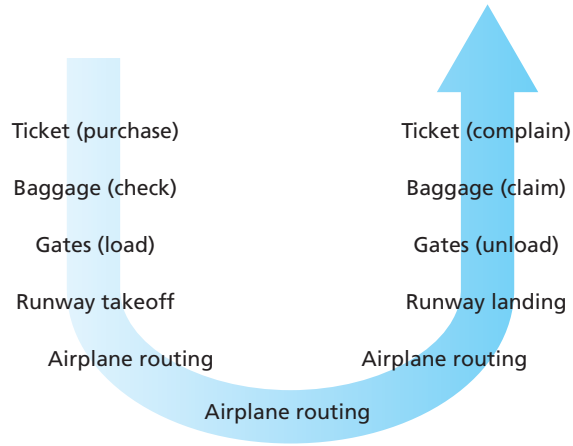 Ticket (purchase)
Baggage (check)
Gates (load)
Runway takeoff
Airplane routing
Airplane routing
Airplane routing
Runway landing
Gates (unload)
Baggage (claim)
Ticket (complain)